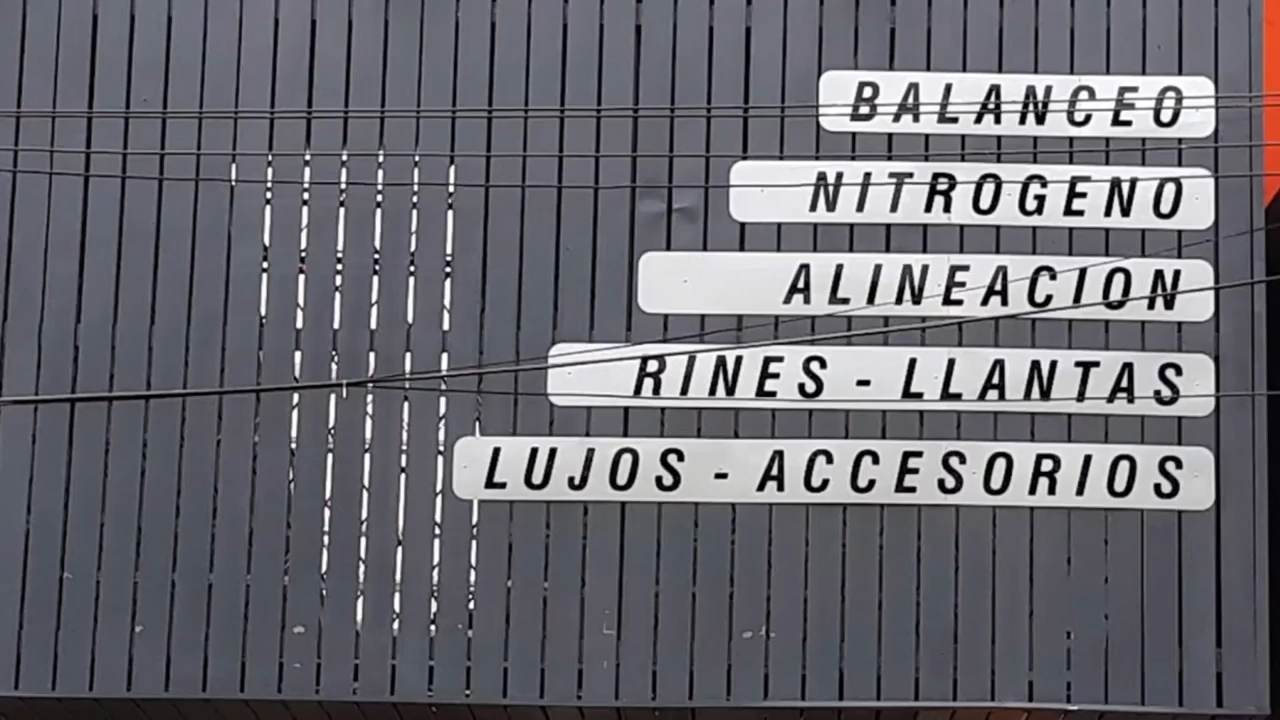 BALANCEO
NITROGENO
ALINEACION
RINES - LLANTAS
LUJOS - ACCESORIOS